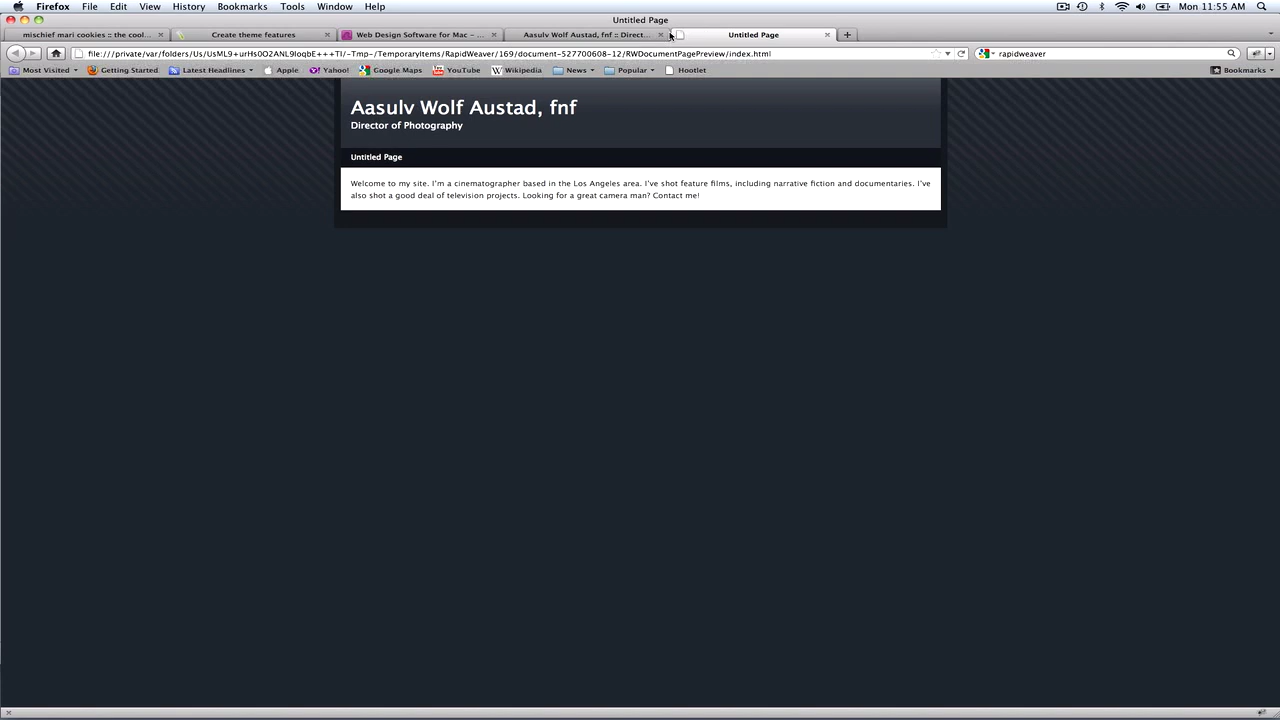 Firefox File Edit View History Bookmarks Tools Window Help Mon 11:55 AM
Untitled Page
mischief mari cookies :: the cool... Create theme features Web Design Software for Mac – ... Aasulv Wolf Austad, fnf :: Direct... Untitled Page
file:///private/var/folders/Us/UsML9+urHs0O2ANL9loqbE+++TI/-Tmp-/TemporaryItems/RapidWeaver/169/document-527700608-12/RWDocumentPagePreview/index.html rapidweaver
Most Visited Getting Started Latest Headlines Apple Yahoo! Google Maps YouTube Wikipedia News Popular Hootlet Bookmarks
Aasulv Wolf Austad, fnf
Director of Photography
Untitled Page
Welcome to my site. I'm a cinematographer based in the Los Angeles area. I've shot feature films, including narrative fiction and documentaries. I've
also shot a good deal of television projects. Looking for a great camera man? Contact me!